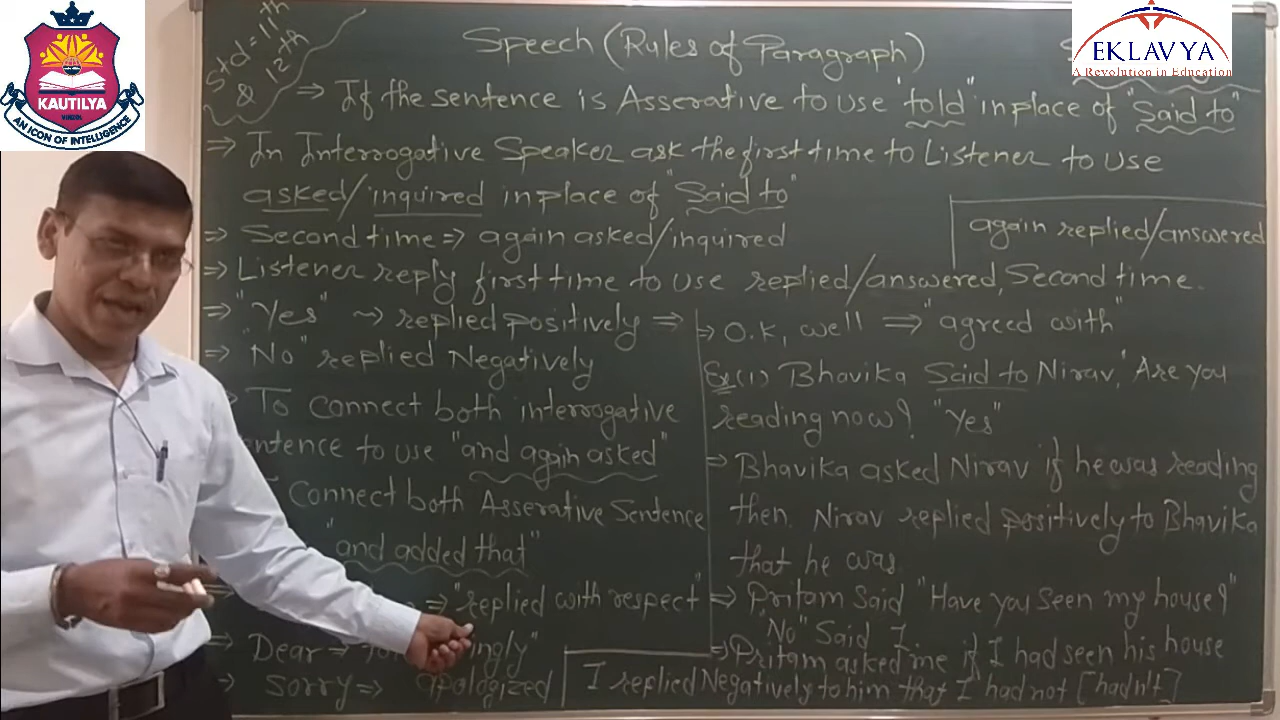 KAUTILYA
VINZOL
AN ICON OF INTELLIGENCE
EKLAVYA
A Revolution in Education
Std = 11th
& 12th
Speech (Rules of Paragraph)
⇒ If the sentence is Asserative to use "told" in place of "Said to"
⇒ In Interrogative Speaker ask the first time to Listener to Use
asked/inquired in place of "Said to"
⇒ Second time ⇒ again asked/inquired
again replied/answered
⇒ Listener reply first time to use replied/answered, Second time.
⇒ "Yes" ⇝ replied positively ⇒
⇒ "No" replied Negatively
To connect both interrogative
to use "and again asked"
connect both Asserative Sentence
"and added that"
⇒ "replied with respect"
⇒ Dear ⇒
⇒ Sorry ⇒ apologized
⇒ O.K, well ⇒ "agreed with"
Ex (1) Bhavika Said to Nirav, "Are you
reading now? "Yes"
⇒ Bhavika asked Nirav if he was reading
then. Nirav replied positively to Bhavika
that he was.
⇒ Pritam Said "Have you Seen my house?"
"No" Said I
⇒ Pritam asked me if I had seen his house
I replied Negatively to him that I had not [hadn't]